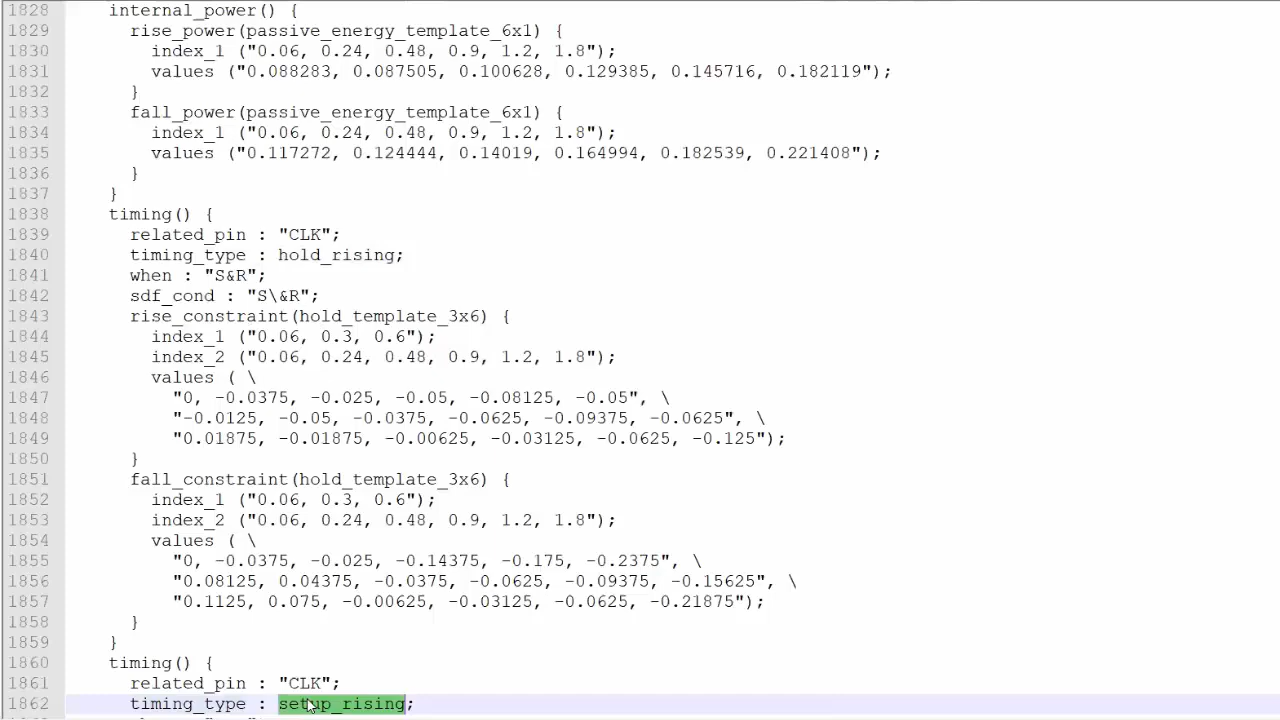 1828 internal_power() {
1829 rise_power(passive_energy_template_6x1) {
1830 index_1 ("0.06, 0.24, 0.48, 0.9, 1.2, 1.8");
1831 values ("0.088283, 0.087505, 0.100628, 0.129385, 0.145716, 0.182119");
1832 }
1833 fall_power(passive_energy_template_6x1) {
1834 index_1 ("0.06, 0.24, 0.48, 0.9, 1.2, 1.8");
1835 values ("0.117272, 0.124444, 0.14019, 0.164994, 0.182539, 0.221408");
1836 }
1837 }
1838 timing() {
1839 related_pin : "CLK";
1840 timing_type : hold_rising;
1841 when : "S&R";
1842 sdf_cond : "S\&R";
1843 rise_constraint(hold_template_3x6) {
1844 index_1 ("0.06, 0.3, 0.6");
1845 index_2 ("0.06, 0.24, 0.48, 0.9, 1.2, 1.8");
1846 values ( \
1847 "0, -0.0375, -0.025, -0.05, -0.08125, -0.05", \
1848 "-0.0125, -0.05, -0.0375, -0.0625, -0.09375, -0.0625", \
1849 "0.01875, -0.01875, -0.00625, -0.03125, -0.0625, -0.125");
1850 }
1851 fall_constraint(hold_template_3x6) {
1852 index_1 ("0.06, 0.3, 0.6");
1853 index_2 ("0.06, 0.24, 0.48, 0.9, 1.2, 1.8");
1854 values ( \
1855 "0, -0.0375, -0.025, -0.14375, -0.175, -0.2375", \
1856 "0.08125, 0.04375, -0.0375, -0.0625, -0.09375, -0.15625", \
1857 "0.1125, 0.075, -0.00625, -0.03125, -0.0625, -0.21875");
1858 }
1859 }
1860 timing() {
1861 related_pin : "CLK";
1862 timing_type : setup_rising;